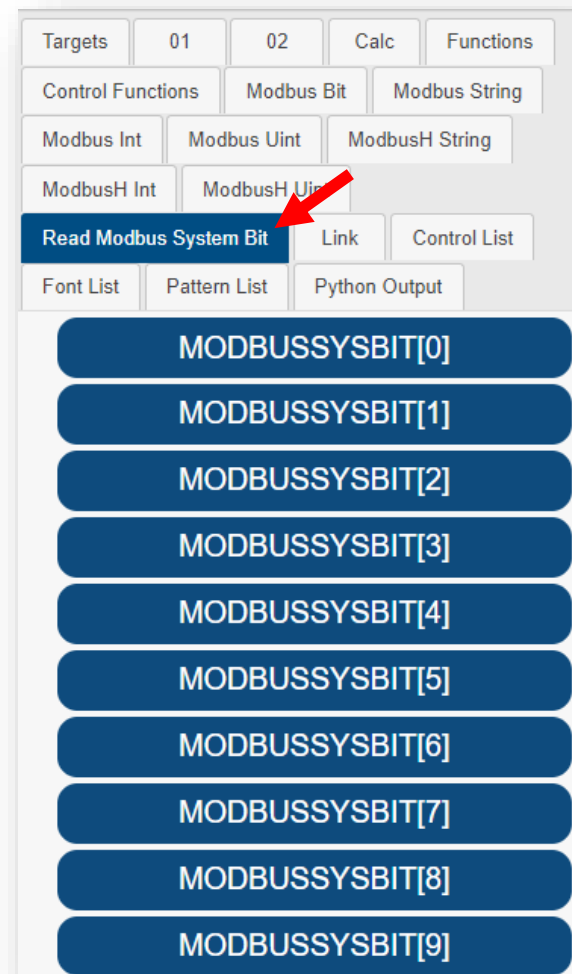 Targets 01 02 Calc Functions
Control Functions Modbus Bit Modbus String
Modbus Int Modbus Uint ModbusH String
ModbusH Int ModbusH
Read Modbus System Bit Link Control List
Font List Pattern List Python Output
MODBUSSYSBIT[0]
MODBUSSYSBIT[1]
MODBUSSYSBIT[2]
MODBUSSYSBIT[3]
MODBUSSYSBIT[4]
MODBUSSYSBIT[5]
MODBUSSYSBIT[6]
MODBUSSYSBIT[7]
MODBUSSYSBIT[8]
MODBUSSYSBIT[9]